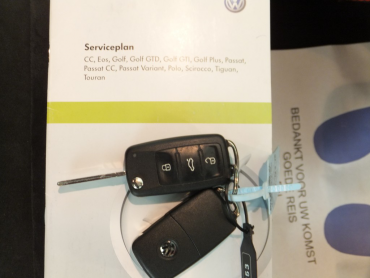 Serviceplan
CC, Eos, Golf, Golf GTD, Golf GTI, Golf Plus, Passat,
Passat CC, Passat Variant, Polo, Scirocco, Tiguan,
Touran
BEDANKT VOOR UW KOMST
GOEDE REIS